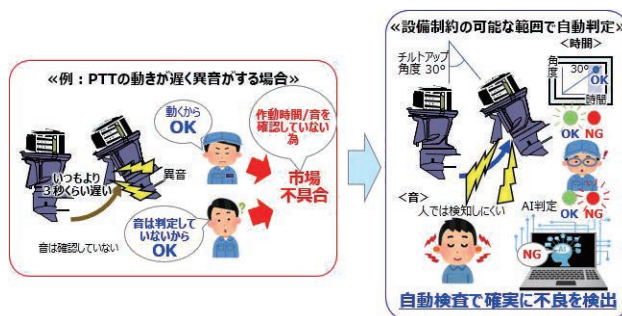 ≪例：PTTの動きが遅く異音がする場合≫
動くから
OK
いつもより
3秒くらい遅い
異音
音は確認していない
音は判定して
いないから
OK
作動時間/音を
確認していない
為
市場
不具合
≪設備制約の可能な範囲で自動判定≫
チルトアップ
角度 30°
＜時間＞
角度
30°
OK
時間
OK NG
＜音＞
人では検知しにくい
AI判定
OK NG
NG
AI
自動検査で確実に不良を検出